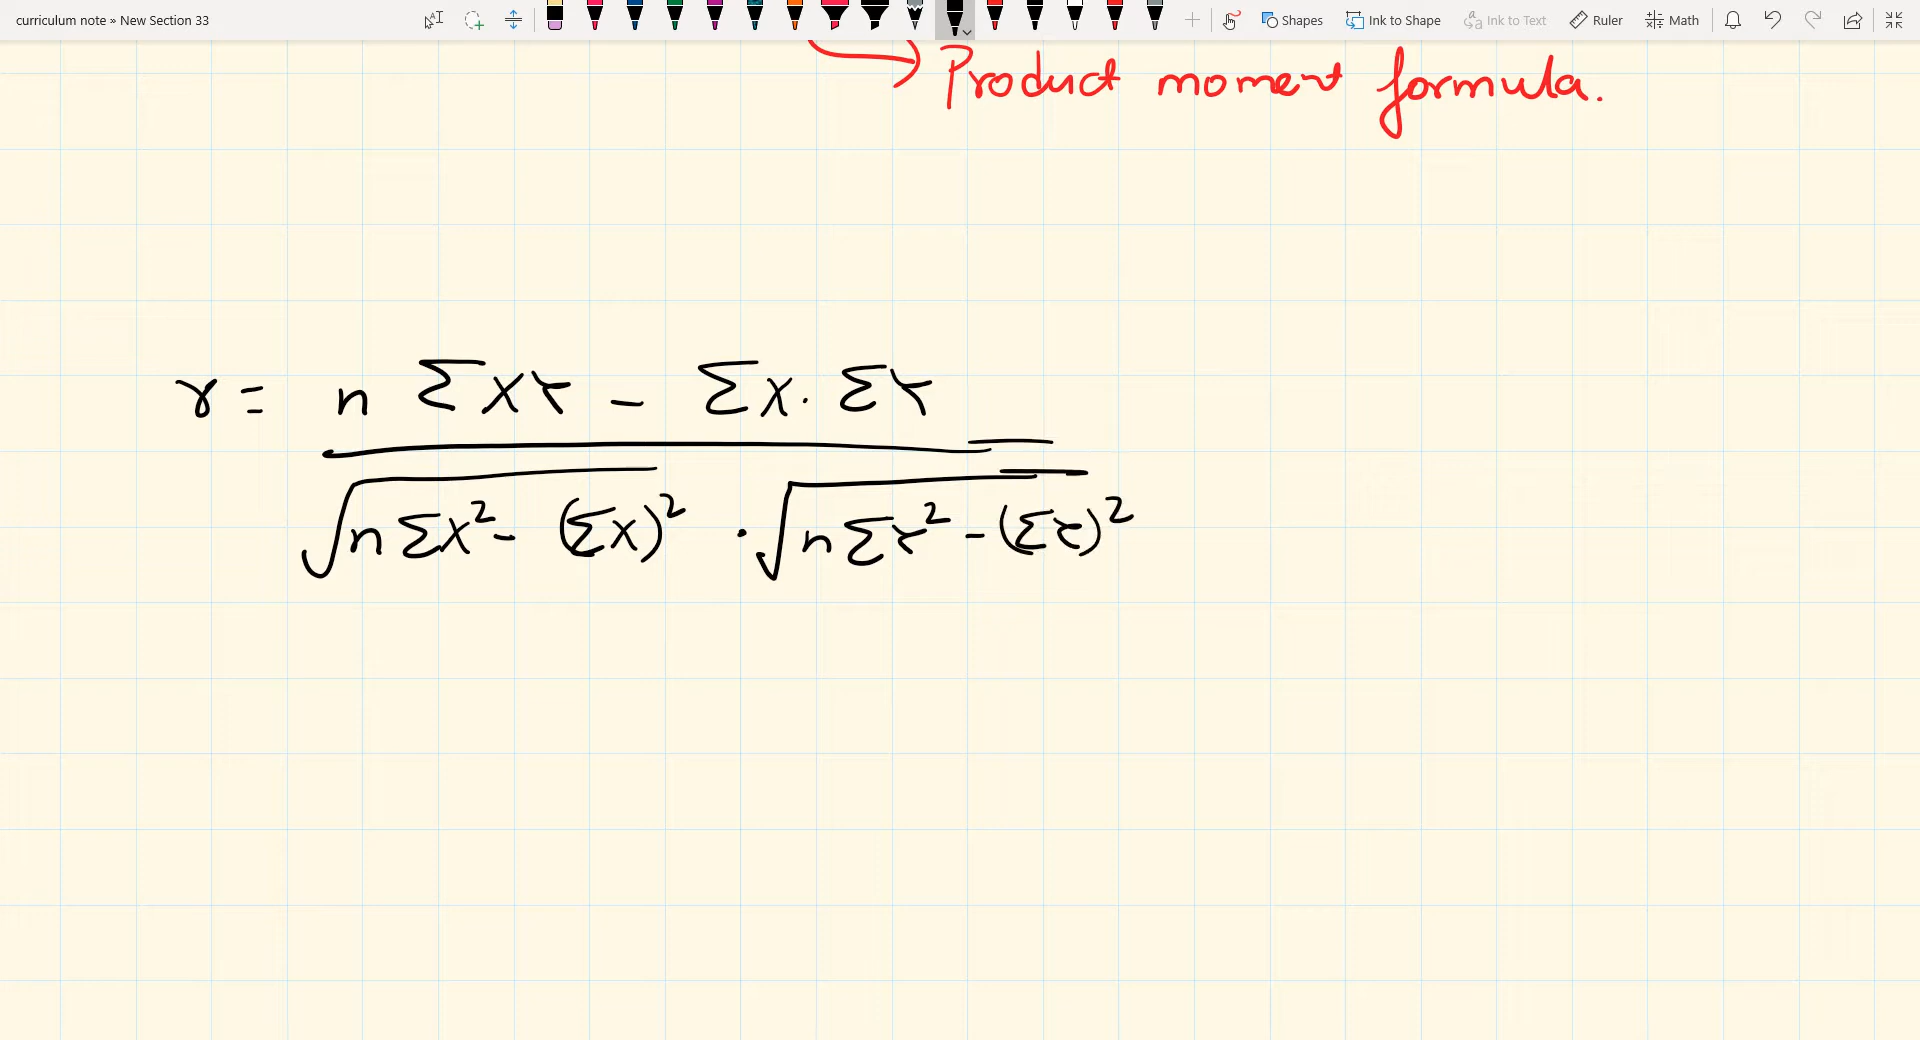 curriculum note » New Section 33 Shapes Ink to Shape Ink to Text Ruler Math
Product moment formula.
r = n ΣXY - ΣX. ΣY
√nΣX² - (ΣX)² . √nΣY² - (ΣY)²